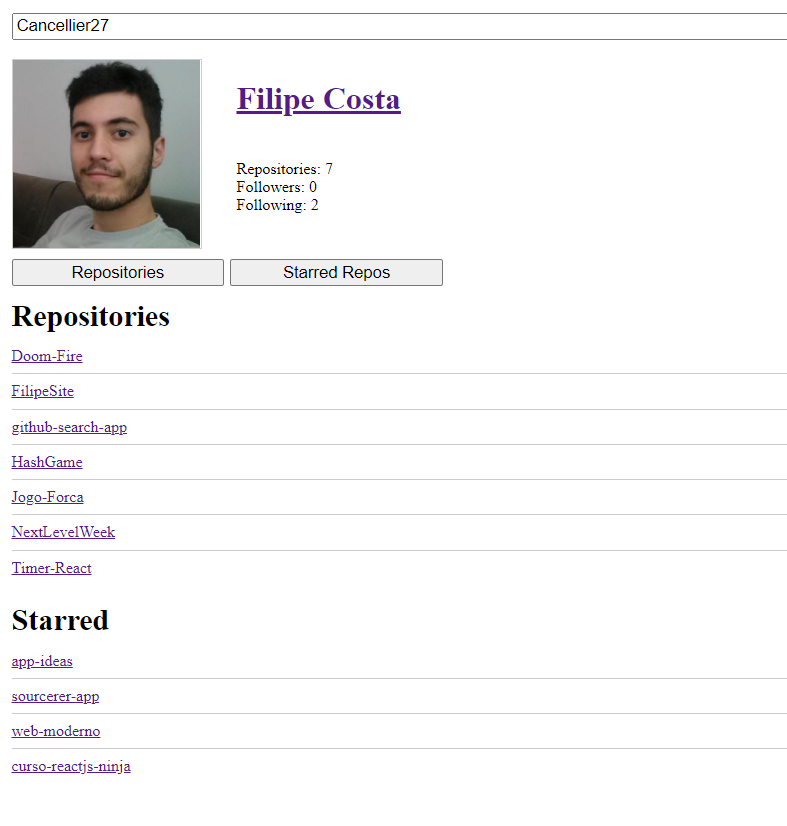 Cancellier27
Filipe Costa
Repositories: 7
Followers: 0
Following: 2
Repositories
Starred Repos
Repositories
Doom-Fire
FilipeSite
github-search-app
HashGame
Jogo-Forca
NextLevelWeek
Timer-React
Starred
app-ideas
sourcerer-app
web-moderno
curso-reactjs-ninja